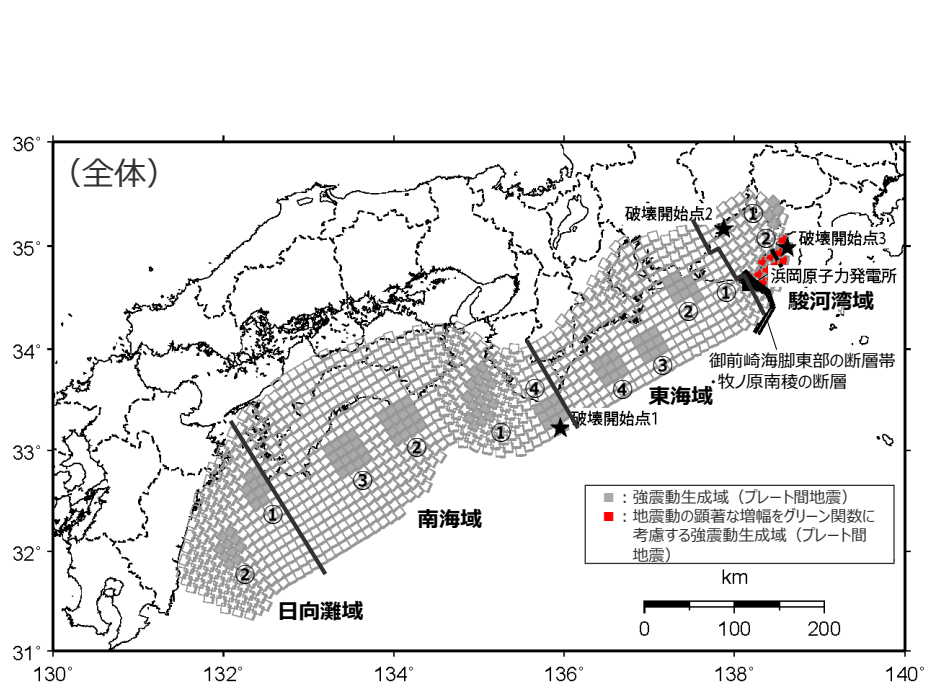 (全体)
36°
35°
34°
33°
32°
31°
130°
132°
134°
136°
138°
140°
破壊開始点2
①
②
破壊開始点3
浜岡原子力発電所
駿河湾域
①
②
御前崎海脚東部の断層帯
・牧ノ原南稜の断層
③
④
東海域
④
破壊開始点1
①
②
③
南海域
①
②
日向灘域
■：強震動生成域（プレート間地震）
■：地震動の顕著な増幅をグリーン関数に
考慮する強震動生成域（プレート間
地震）
km
0 100 200